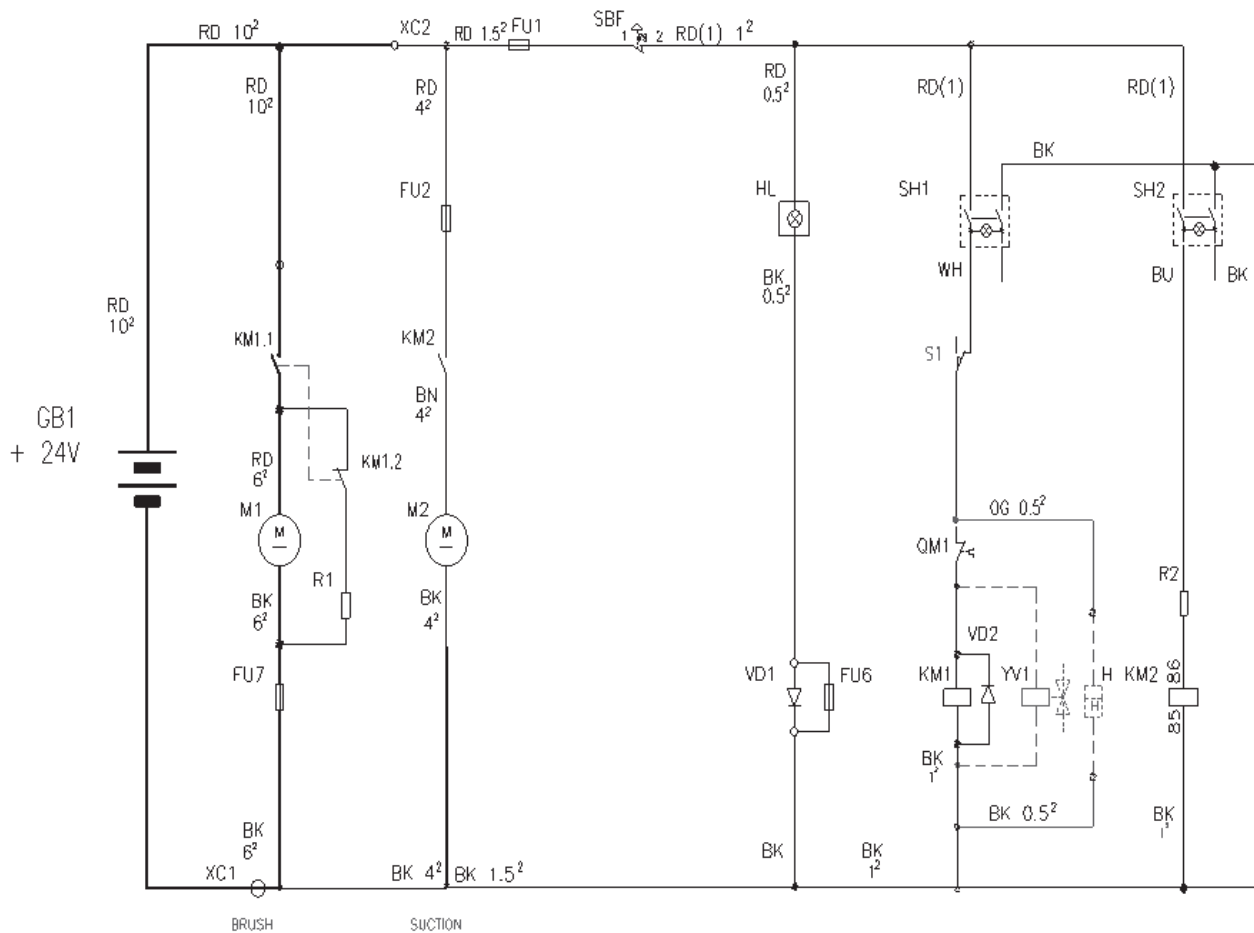 RD 10²
XC2
RD 1.5²
FU1
SBF
1 2
RD(1) 1²
RD
10²
RD
4²
RD
0.5²
RD(1)
RD(1)
BK
FU2
HL
SH1
SH2
BK
0.5²
WH
BU
BK
RD
10²
KM1.1
KM2
S1
BN
4²
GB1
+ 24V
RD
6²
KM1.2
M1
M
M2
M
OG 0.5²
QM1
R1
R2
BK
6²
BK
4²
VD2
FU7
VD1
FU6
KM1
YV1
H
H
KM2
86
85
BK
1²
BK 0.5²
BK
6²
BK
BK
1²
BK
XC1
BK 4²
BK 1.5²
BRUSH
SUCTION